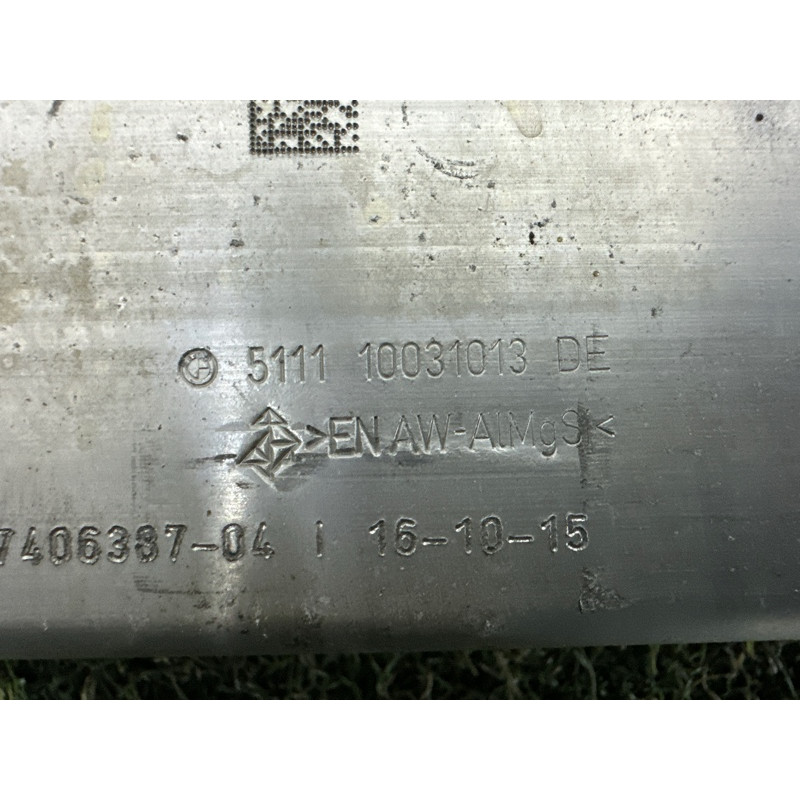 5111 10031013 DE
>EN AW-AlMgSi<
7406387-04 | 16-10-15